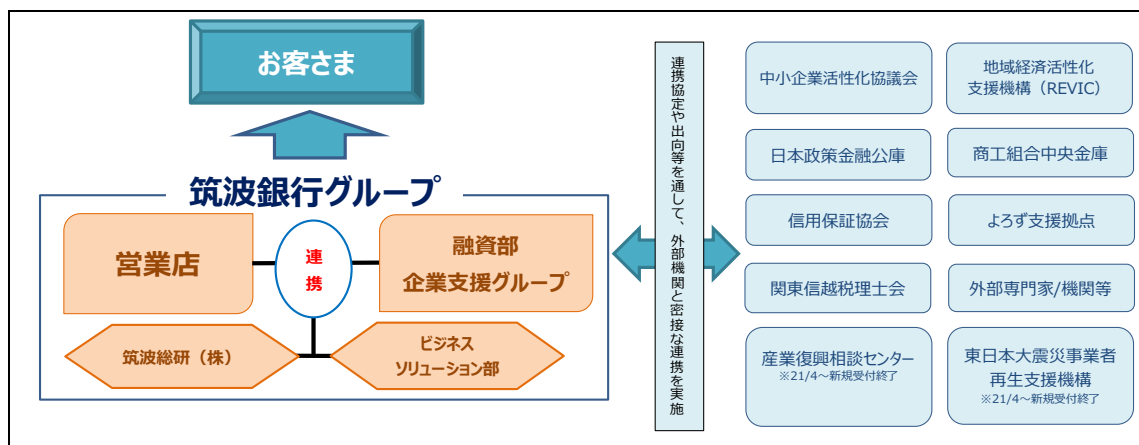 お客さま
筑波銀行グループ
営業店
連
携
融資部
企業支援グループ
筑波総研（株）
ビジネス
ソリューション部
連携協定や出向等を通して、外部機関と密接な連携を実施
中小企業活性化協議会
地域経済活性化
支援機構（REVIC）
日本政策金融公庫
商工組合中央金庫
信用保証協会
よろず支援拠点
関東信越税理士会
外部専門家/機関等
産業復興相談センター
※21/4～新規受付終了
東日本大震災事業者
再生支援機構
※21/4～新規受付終了